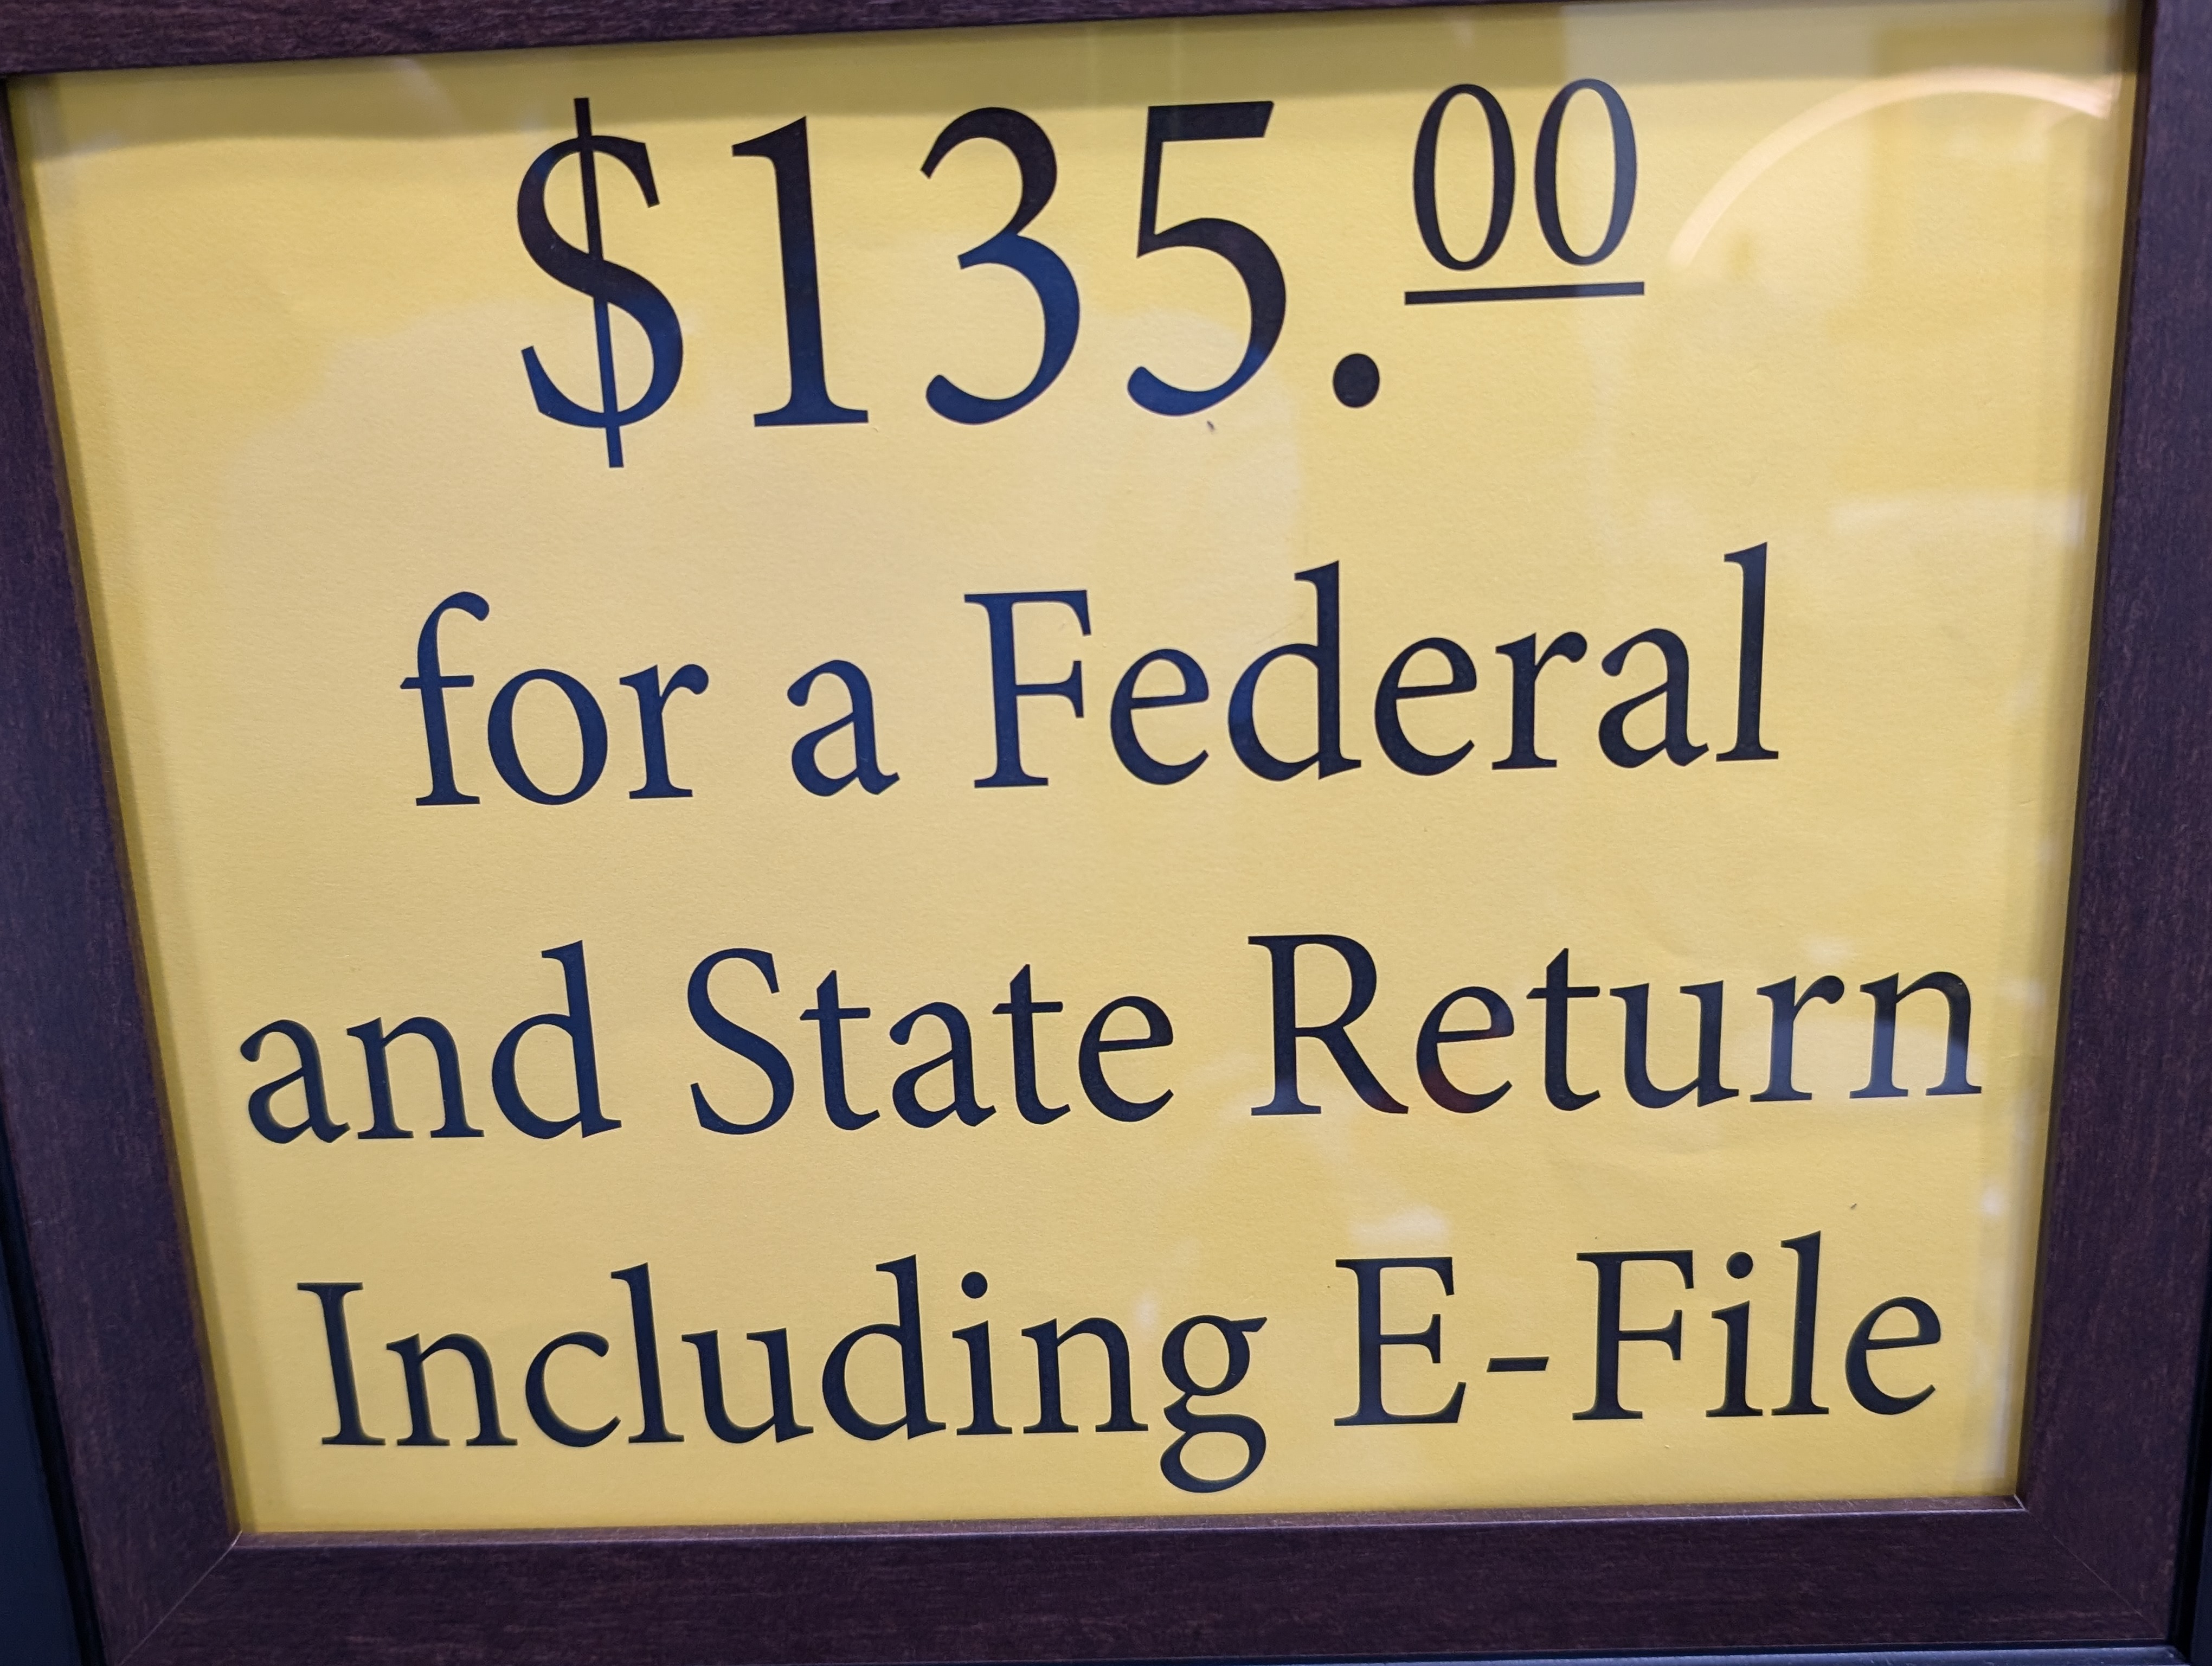 $135.00
for a Federal
and State Return
Including E-File